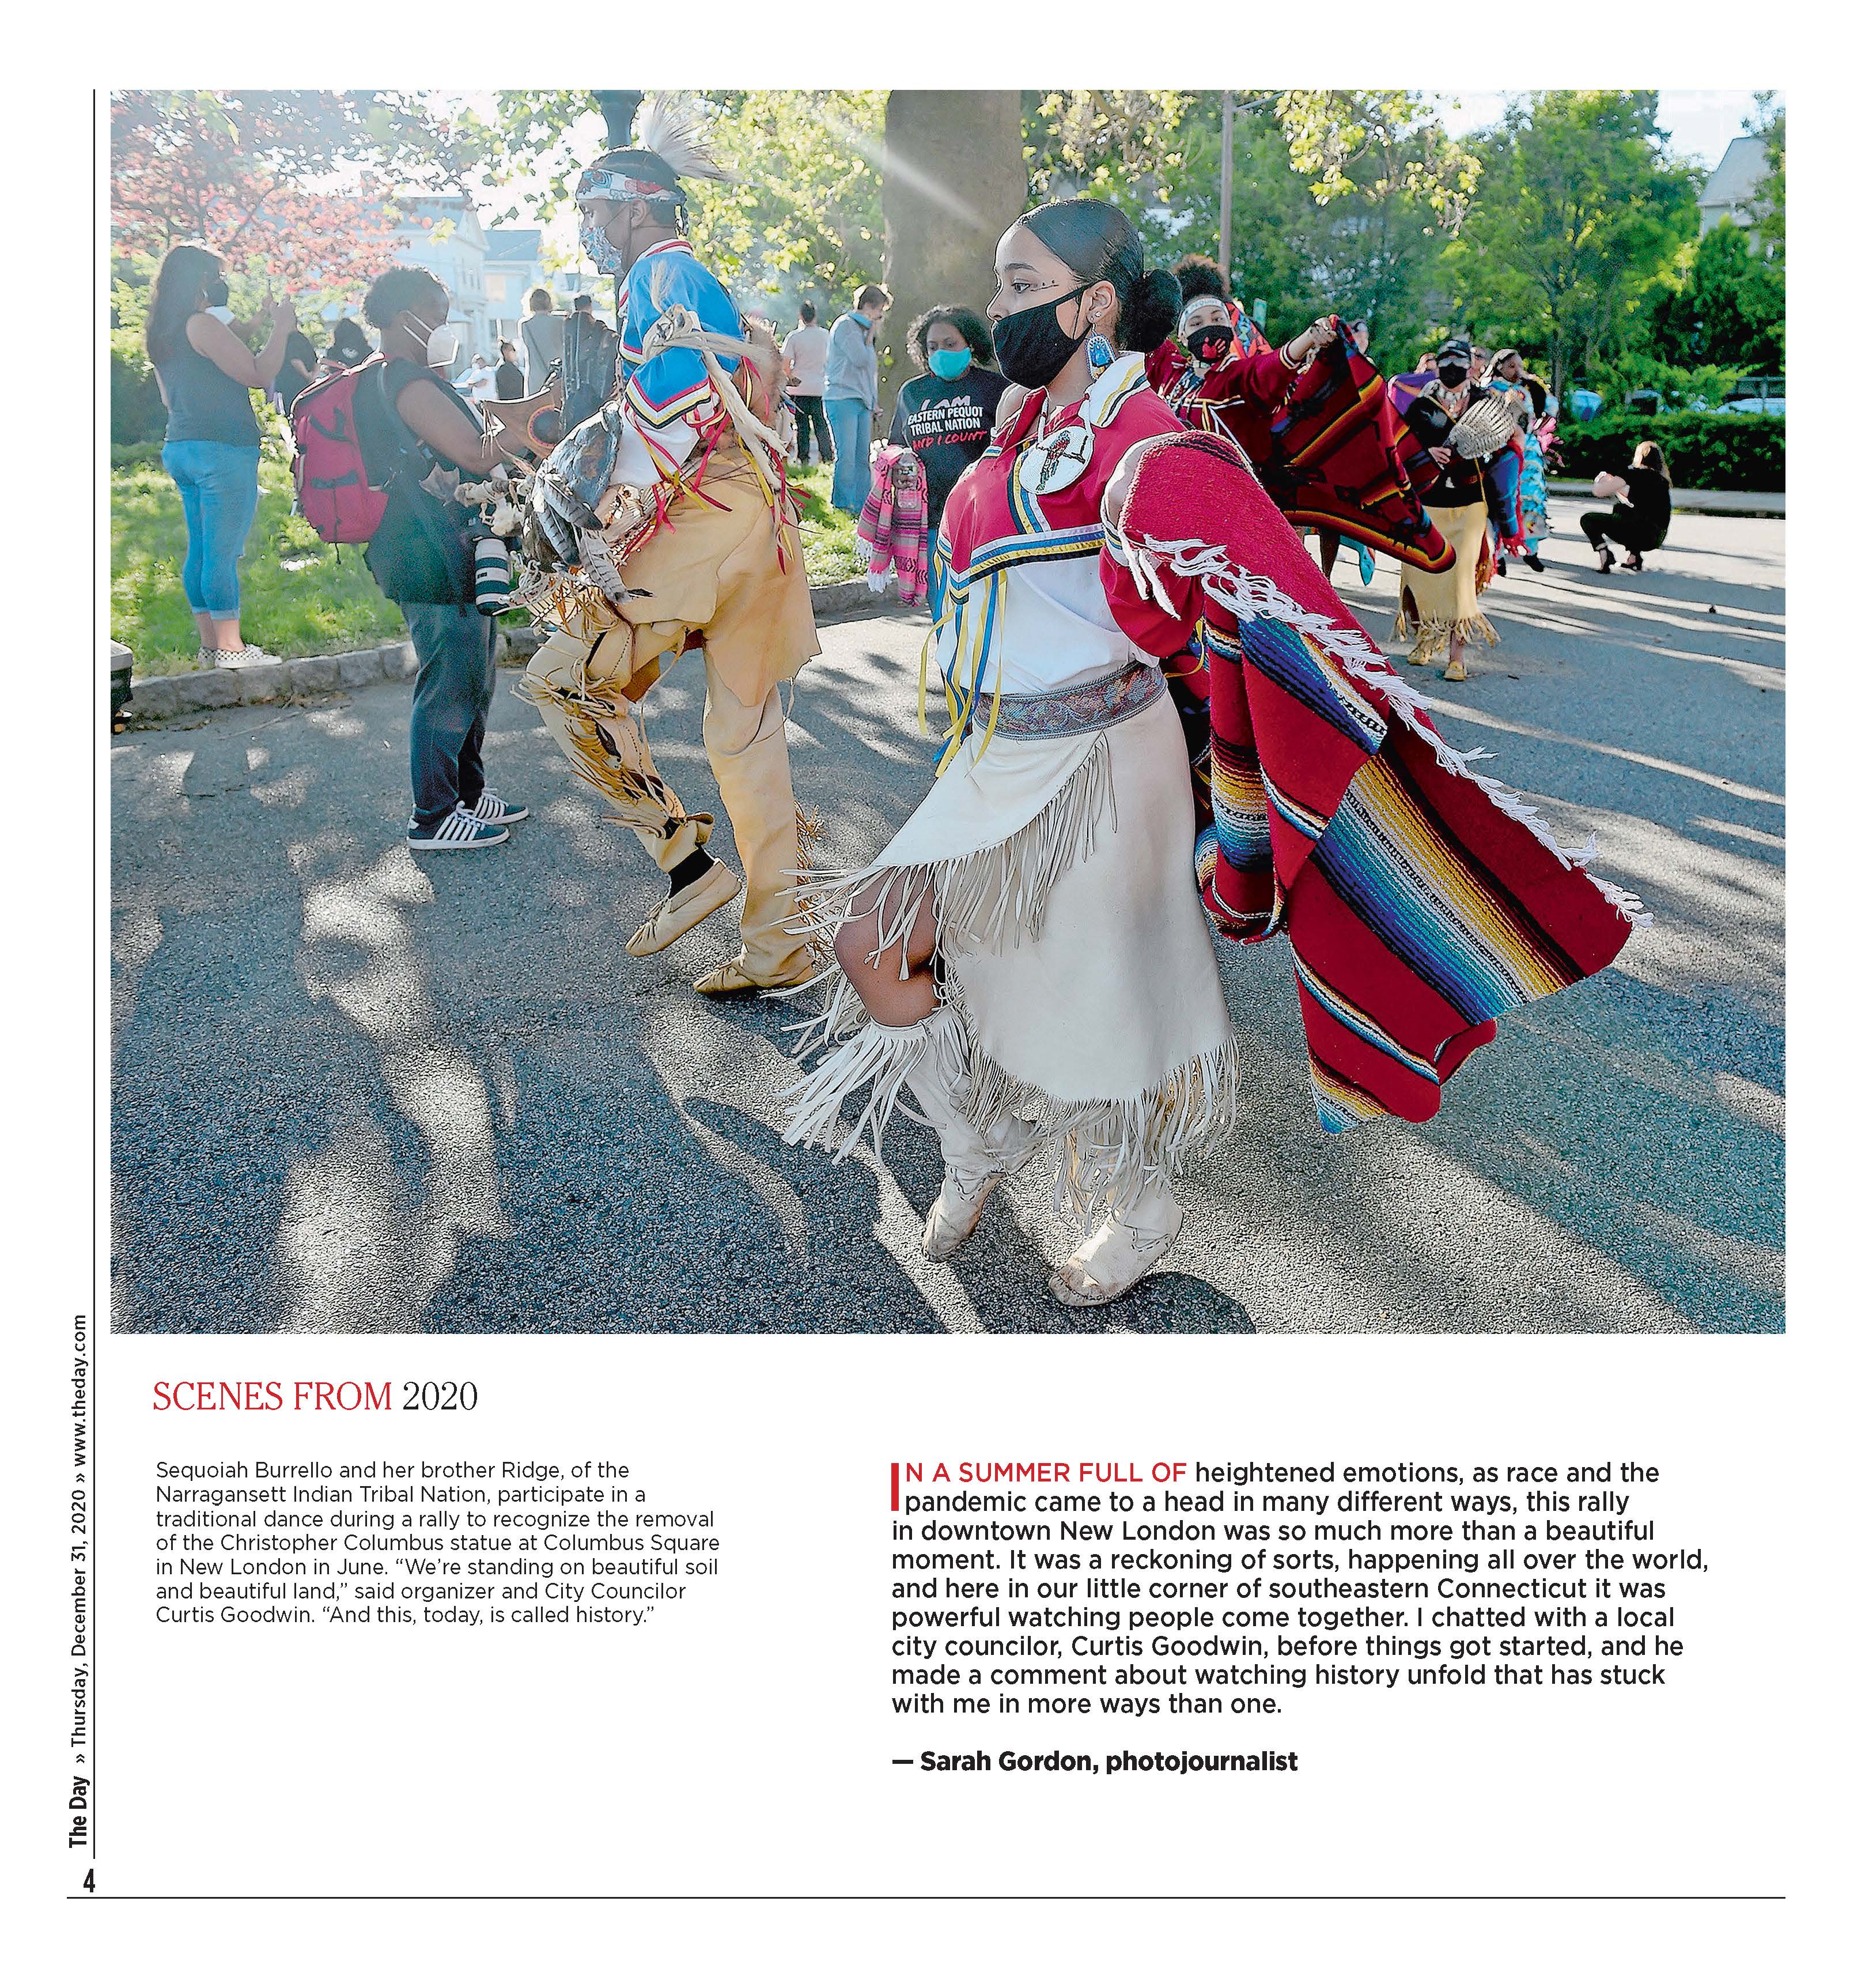 I AM
EASTERN PEQUOT
TRIBAL NATION
AND I COUNT
SCENES FROM 2020
Sequoiah Burrello and her brother Ridge, of the
Narragansett Indian Tribal Nation, participate in a
traditional dance during a rally to recognize the removal
of the Christopher Columbus statue at Columbus Square
in New London in June. “We’re standing on beautiful soil
and beautiful land,” said organizer and City Councilor
Curtis Goodwin. “And this, today, is called history.”
IN A SUMMER FULL OF heightened emotions, as race and the
pandemic came to a head in many different ways, this rally
in downtown New London was so much more than a beautiful
moment. It was a reckoning of sorts, happening all over the world,
and here in our little corner of southeastern Connecticut it was
powerful watching people come together. I chatted with a local
city councilor, Curtis Goodwin, before things got started, and he
made a comment about watching history unfold that has stuck
with me in more ways than one.
— Sarah Gordon, photojournalist
The Day » Thursday, December 31, 2020 » www.theday.com
4